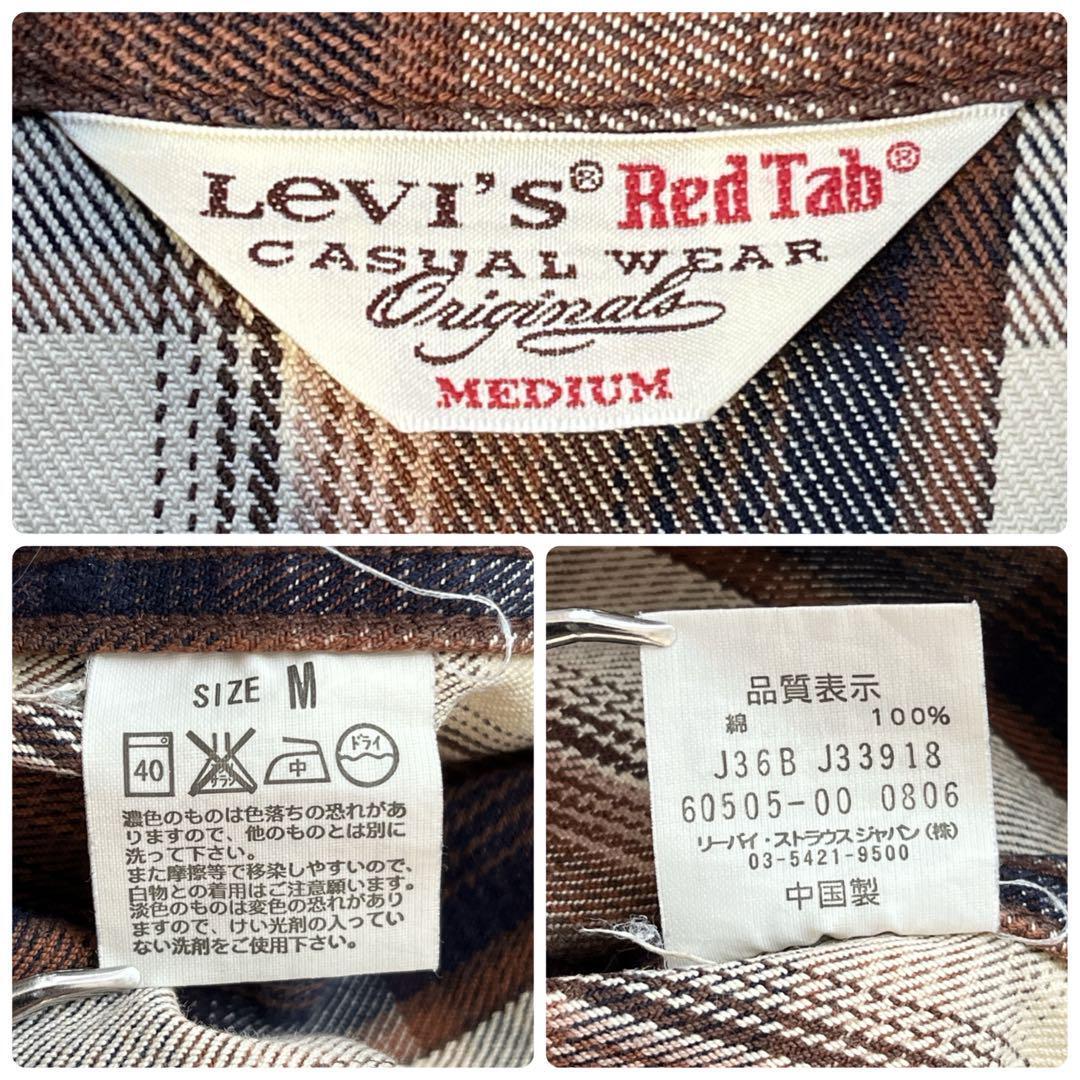 Levi's® Red Tab®
CASUAL WEAR
Originals
MEDIUM
SIZE M
40
中
ドライ
濃色のものは色落ちの恐れがあ
りますので、他のものとは別に
洗って下さい。
また摩擦等で移染しやすいので、
白物との着用はご注意願います。
淡色のものは変色の恐れがあり
ますので、けい光剤の入ってい
ない洗剤をご使用下さい。
品質表示
綿 100%
J36B J33918
60505-00 0806
リーバイ・ストラウスジャパン(株)
03-5421-9500
中国製